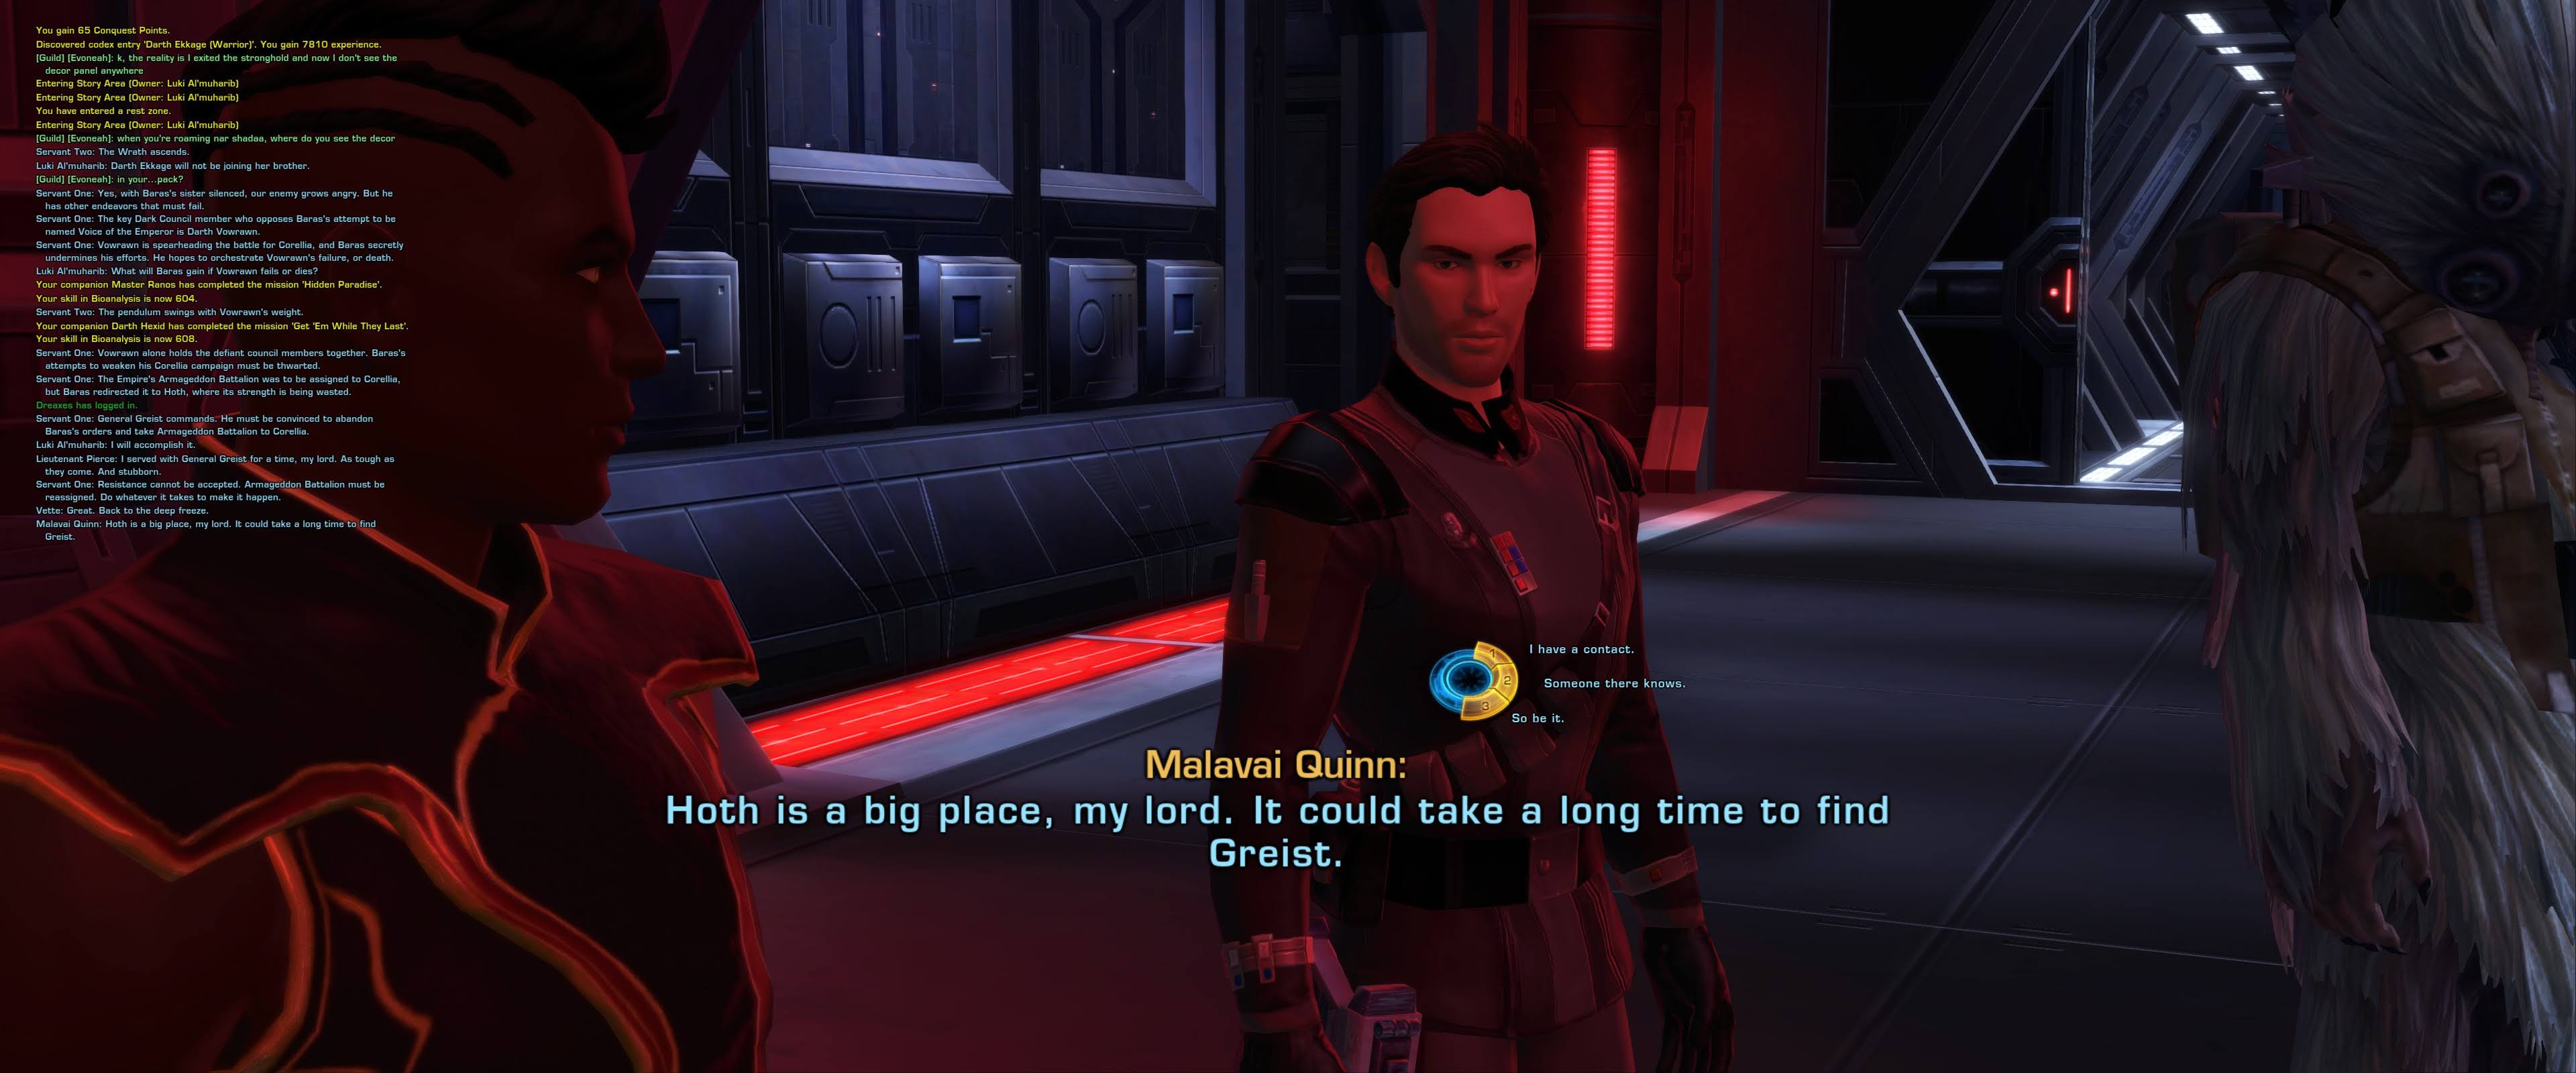 You gain 65 Conquest Points.
Discovered codex entry 'Darth Ekkage (Warrior)'. You gain 7810 experience.
[Guild] [Evoneah]: k, the reality is I exited the stronghold and now I don't see the
decor panel anywhere
Entering Story Area (Owner: Luki Al'muharib)
Entering Story Area (Owner: Luki Al'muharib)
You have entered a rest zone.
Entering Story Area (Owner: Luki Al'muharib)
[Guild] [Evoneah]: when you're roaming nar shadaa, where do you see the decor
Servant Two: The Wrath ascends.
Luki Al'muharib: Darth Ekkage will not be joining her brother.
[Guild] [Evoneah]: in your...pack?
Servant One: Yes, with Baras's sister silenced, our enemy grows angry. But he
has other endeavors that must fail.
Servant One: The key Dark Council member who opposes Baras's attempt to be
named Voice of the Emperor is Darth Vowrawn.
Servant One: Vowrawn is spearheading the battle for Corellia, and Baras secretly
undermines his efforts. He hopes to orchestrate Vowrawn's failure, or death.
Luki Al'muharib: What will Baras gain if Vowrawn fails or dies?
Your companion Master Ranos has completed the mission 'Hidden Paradise'.
Your skill in Bioanalysis is now 604.
Servant Two: The pendulum swings with Vowrawn's weight.
Your companion Darth Hexid has completed the mission 'Get 'Em While They Last'.
Your skill in Bioanalysis is now 608.
Servant One: Vowrawn alone holds the defiant council members together. Baras's
attempts to weaken his Corellia campaign must be thwarted.
Servant One: The Empire's Armageddon Battalion was to be assigned to Corellia,
but Baras redirected it to Hoth, where its strength is being wasted.
Dreaxes has logged in.
Servant One: General Greist commands. He must be convinced to abandon
Baras's orders and take Armageddon Battalion to Corellia.
Luki Al'muharib: I will accomplish it.
Lieutenant Pierce: I served with General Greist for a time, my lord. As tough as
they come. And stubborn.
Servant One: Resistance cannot be accepted. Armageddon Battalion must be
reassigned. Do whatever it takes to make it happen.
Vette: Great. Back to the deep freeze.
Malavai Quinn: Hoth is a big place, my lord. It could take a long time to find
Greist.
1 I have a contact.
2 Someone there knows.
3 So be it.
Malavai Quinn:
Hoth is a big place, my lord. It could take a long time to find
Greist.